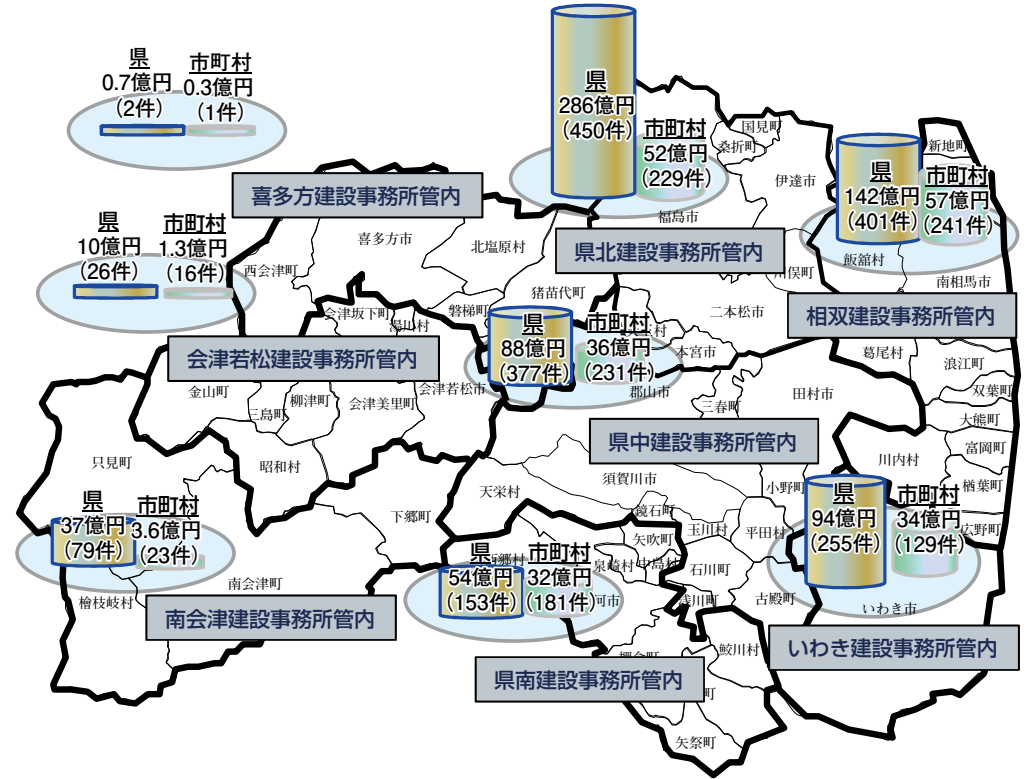 県
0.7億円
(2件)
市町村
0.3億円
(1件)
県
286億円
(450件)
市町村
52億円
(229件)
国見町
桑折町
伊達市
福島市
県
142億円
(401件)
新地町
市町村
57億円
(241件)
飯舘村
南相馬市
喜多方建設事務所管内
喜多方市
北塩原村
西会津町
県北建設事務所管内
川俣町
県
10億円
(26件)
市町村
1.3億円
(16件)
猪苗代町
磐梯町
会津坂下町
湯川村
二本松市
本宮市
相双建設事務所管内
県
88億円
(377件)
市町村
36億円
(231件)
郡山市
会津若松建設事務所管内
会津若松市
金山町
三島町
柳津町
会津美里町
昭和村
只見町
葛尾村
浪江町
双葉町
大熊町
富岡町
楢葉町
広野町
川内村
田村市
三春町
県中建設事務所管内
小野町
須賀川市
天栄村
鏡石町
玉川村
平田村
石川町
浅川町
古殿町
県
94億円
(255件)
市町村
34億円
(129件)
いわき市
下郷町
県
37億円
(79件)
市町村
3.6億円
(23件)
南会津町
檜枝岐村
南会津建設事務所管内
県
54億円
(153件)
市町村
32億円
(181件)
矢吹町
泉崎村
中島村
河市
鮫川村
いわき建設事務所管内
県南建設事務所管内
町
矢祭町